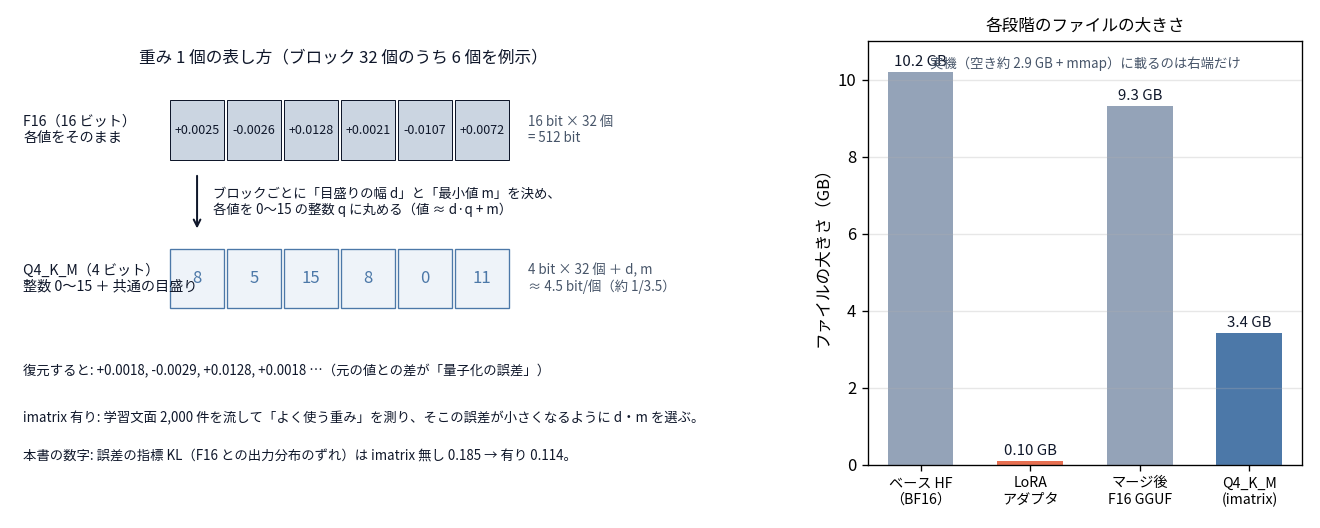 重み 1 個の表し方（ブロック 32 個のうち 6 個を例示）
F16（16 ビット）
各値をそのまま
+0.0025 -0.0026 +0.0128 +0.0021 -0.0107 +0.0072
16 bit × 32 個
= 512 bit
ブロックごとに「目盛りの幅 d」と「最小値 m」を決め、
各値を 0〜15 の整数 q に丸める（値 ≈ d·q + m）
Q4_K_M（4 ビット）
整数 0〜15 ＋ 共通の目盛り
8 5 15 8 0 11
4 bit × 32 個 ＋ d, m
≈ 4.5 bit/個（約 1/3.5）
復元すると: +0.0018, -0.0029, +0.0128, +0.0018 …（元の値との差が「量子化の誤差」）
imatrix 有り: 学習文面 2,000 件を流して「よく使う重み」を測り、そこの誤差が小さくなるように d・m を選ぶ。
本書の数字: 誤差の指標 KL（F16 との出力分布のずれ）は imatrix 無し 0.185 → 有り 0.114。
各段階のファイルの大きさ
実機（空き約 2.9 GB + mmap）に載るのは右端だけ
ファイルの大きさ（GB）
10
8
6
4
2
0
10.2 GB
0.10 GB
9.3 GB
3.4 GB
ベース HF
（BF16）
LoRA
アダプタ
マージ後
F16 GGUF
Q4_K_M
(imatrix)